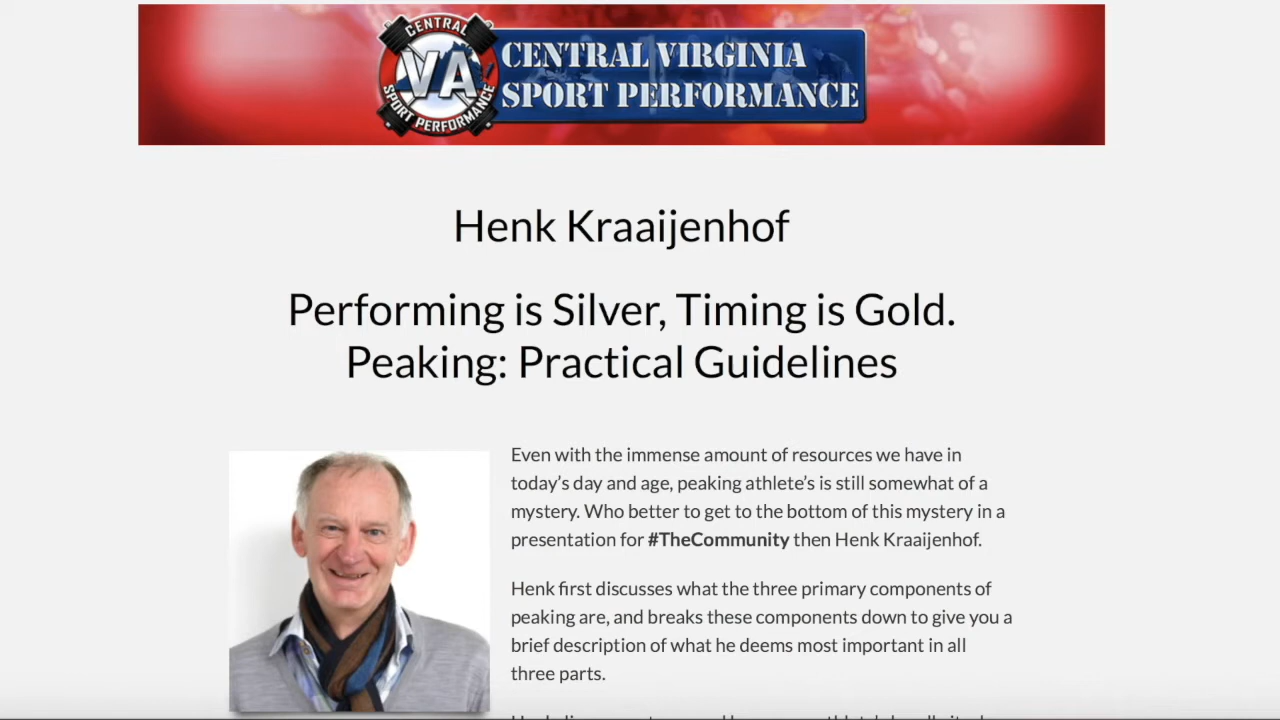 CENTRAL
VA
SPORT PERFORMANCE
CENTRAL VIRGINIA
SPORT PERFORMANCE
Henk Kraaijenhof
Performing is Silver, Timing is Gold.
Peaking: Practical Guidelines
Even with the immense amount of resources we have in
today's day and age, peaking athlete's is still somewhat of a
mystery. Who better to get to the bottom of this mystery in a
presentation for #TheCommunity then Henk Kraaijenhof.
Henk first discusses what the three primary components of
peaking are, and breaks these components down to give you a
brief description of what he deems most important in all
three parts.